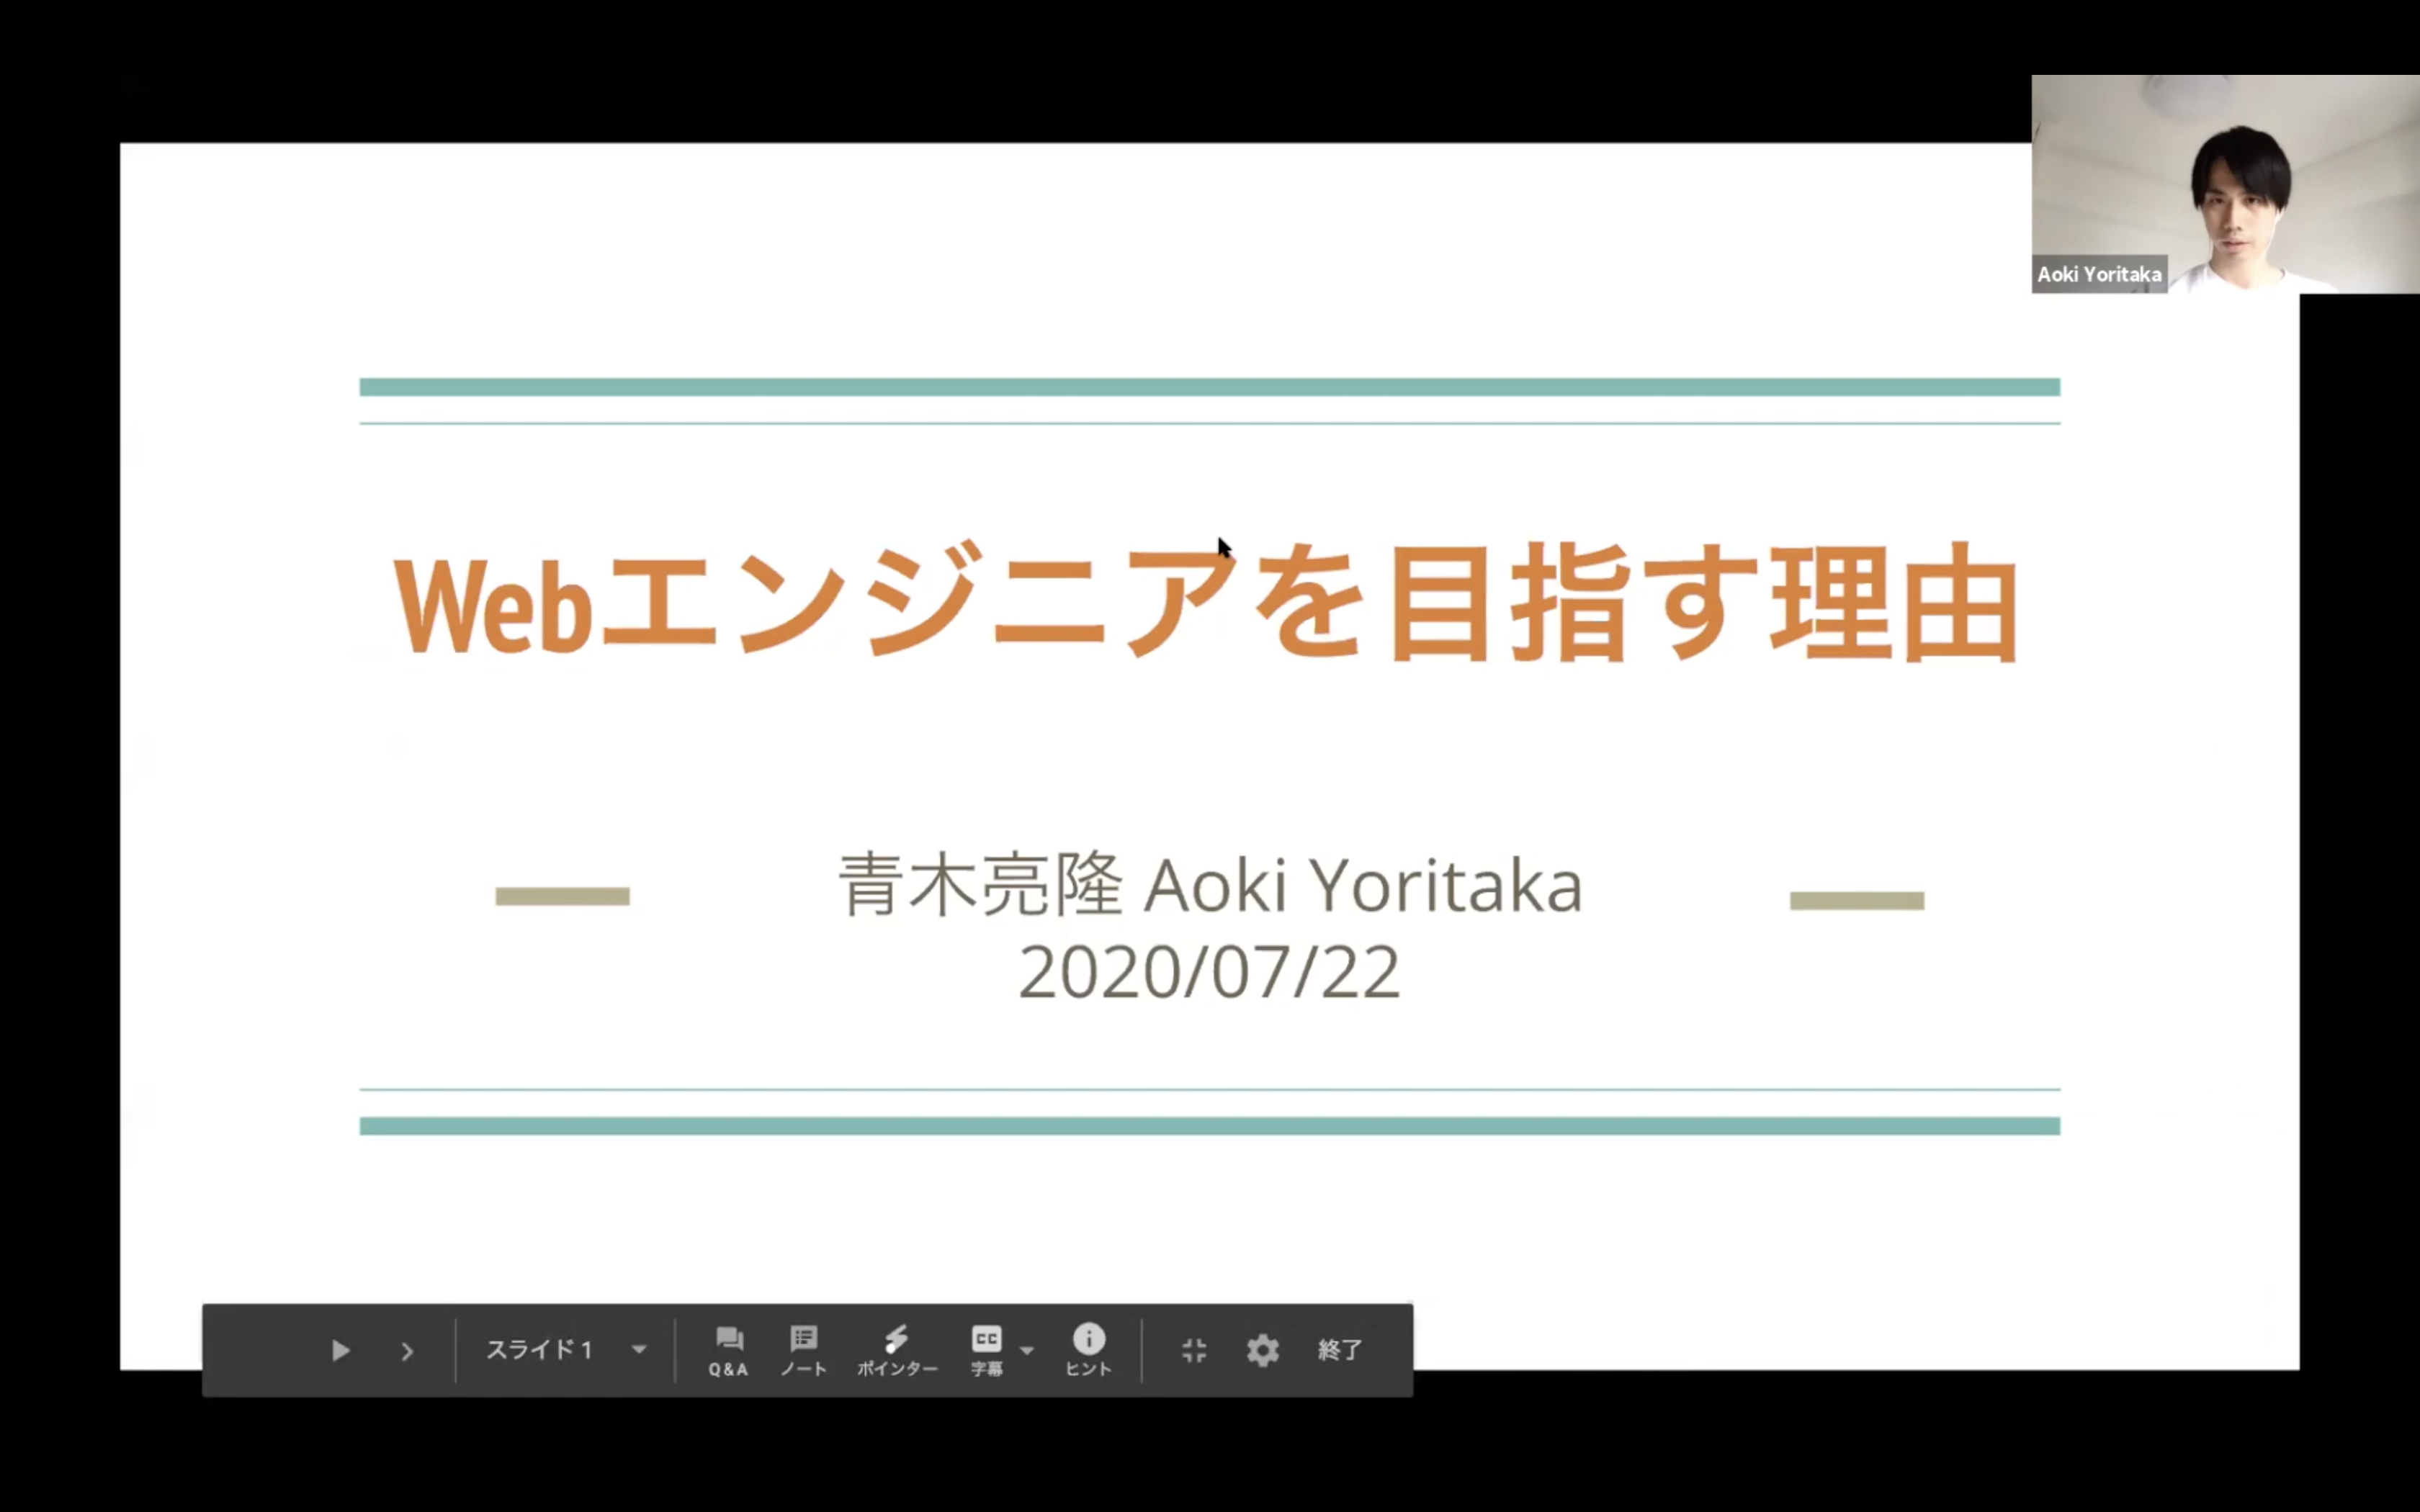 Aoki Yoritaka
Webエンジニアを目指す理由
青木亮隆 Aoki Yoritaka
2020/07/22
スライド 1
Q&A
ノート
ポインター
CC
字幕
ヒント
終了